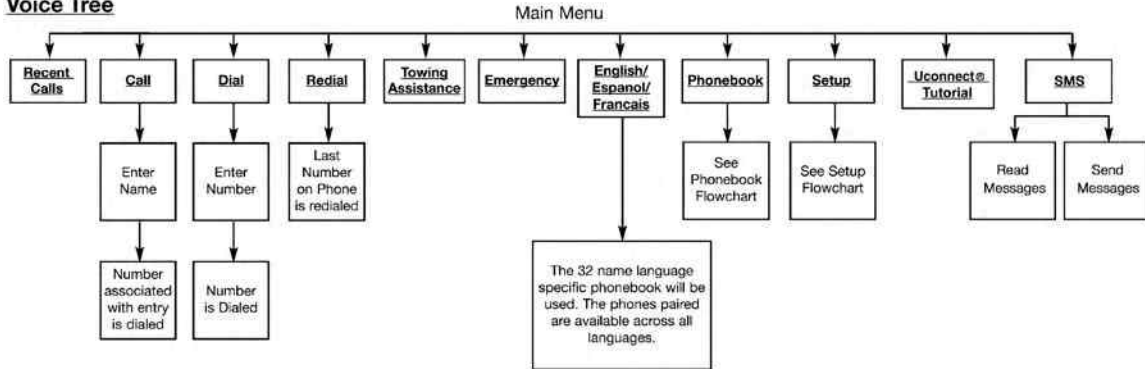 Voice Tree
Main Menu
Recent
Calls
Call
Dial
Redial
Towing
Assistance
Emergency
English/
Espanol/
Francais
Phonebook
Setup
Uconnect®
Tutorial
SMS
Enter
Name
Enter
Number
Last
Number
on Phone
is redialed
See
Phonebook
Flowchart
See Setup
Flowchart
Read
Messages
Send
Messages
Number
associated
with entry
is dialed
Number
is Dialed
The 32 name language
specific phonebook will be
used. The phones paired
are available across all
languages.